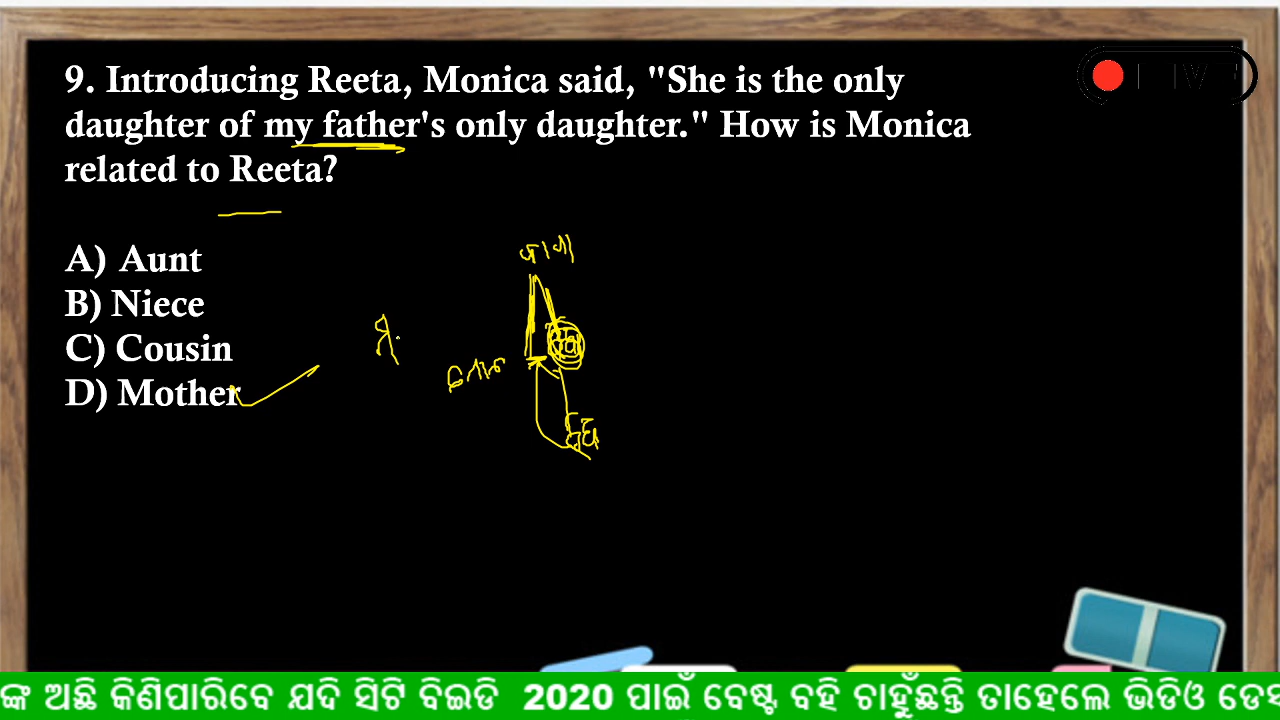 9. Introducing Reeta, Monica said, "She is the only
daughter of my father's only daughter." How is Monica
related to Reeta?
A) Aunt
B) Niece
C) Cousin
D) Mother
ଙ୍କ ଅଛି କିଣିପାରିବେ ଯଦି ସିଟି ବିଇଡି 2020 ପାଇଁ ବେଷ୍ଟ ବହି ଚାହୁଁଛନ୍ତି ତାହେଲେ ଭିଡିଓ